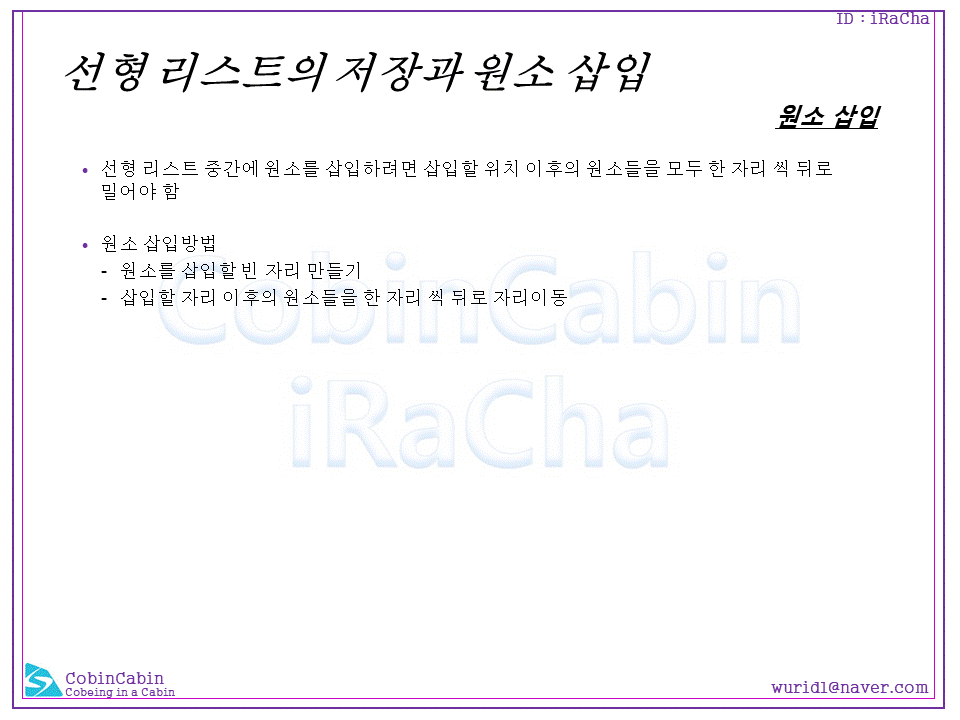 ID : iRaCha
선형 리스트의 저장과 원소 삽입
원소 삽입
• 선형 리스트 중간에 원소를 삽입하려면 삽입할 위치 이후의 원소들을 모두 한 자리 씩 뒤로
밀어야 함
• 원소 삽입방법
- 원소를 삽입할 빈 자리 만들기
- 삽입할 자리 이후의 원소들을 한 자리 씩 뒤로 자리이동
CobinCabin
iRaCha
CobinCabin
Cobeing in a Cabin
wurid1@naver.com